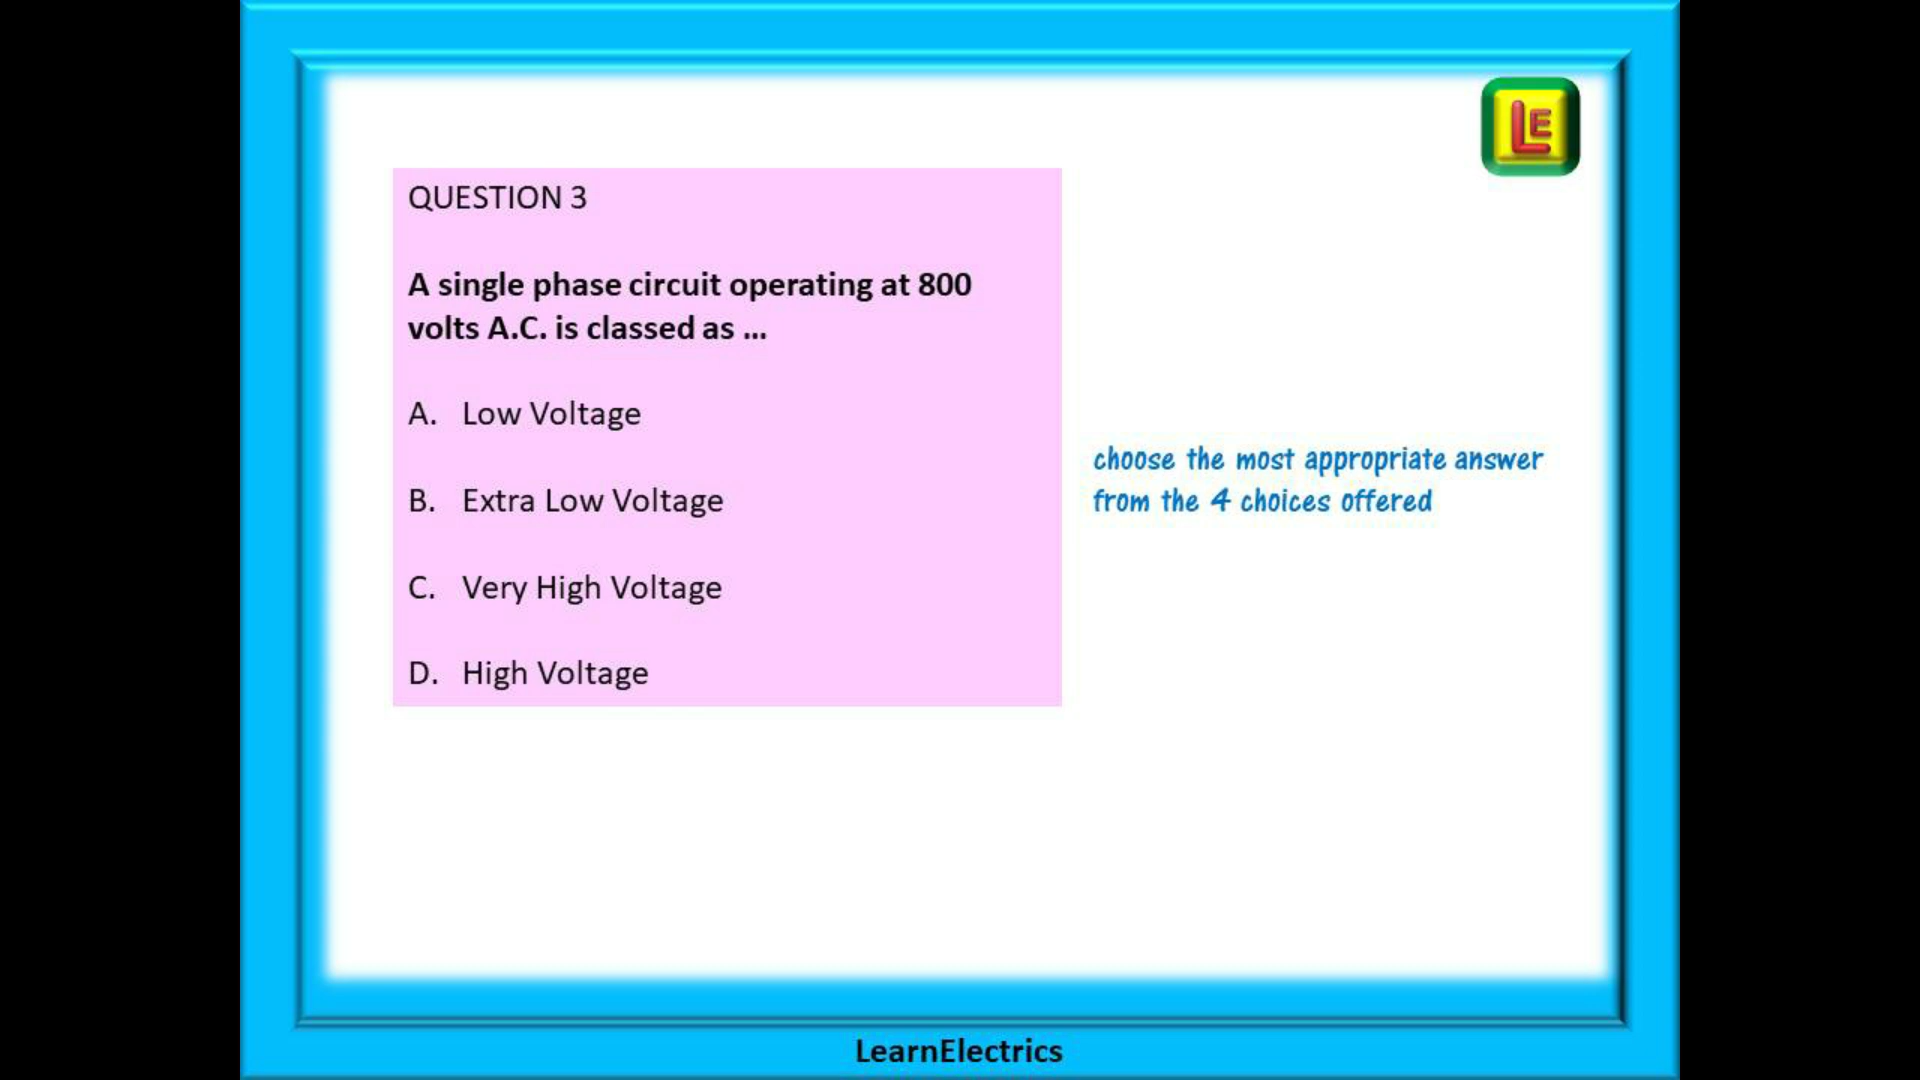 LE
QUESTION 3
A single phase circuit operating at 800
volts A.C. is classed as ...
A. Low Voltage
B. Extra Low Voltage
C. Very High Voltage
D. High Voltage
choose the most appropriate answer
from the 4 choices offered
LearnElectrics